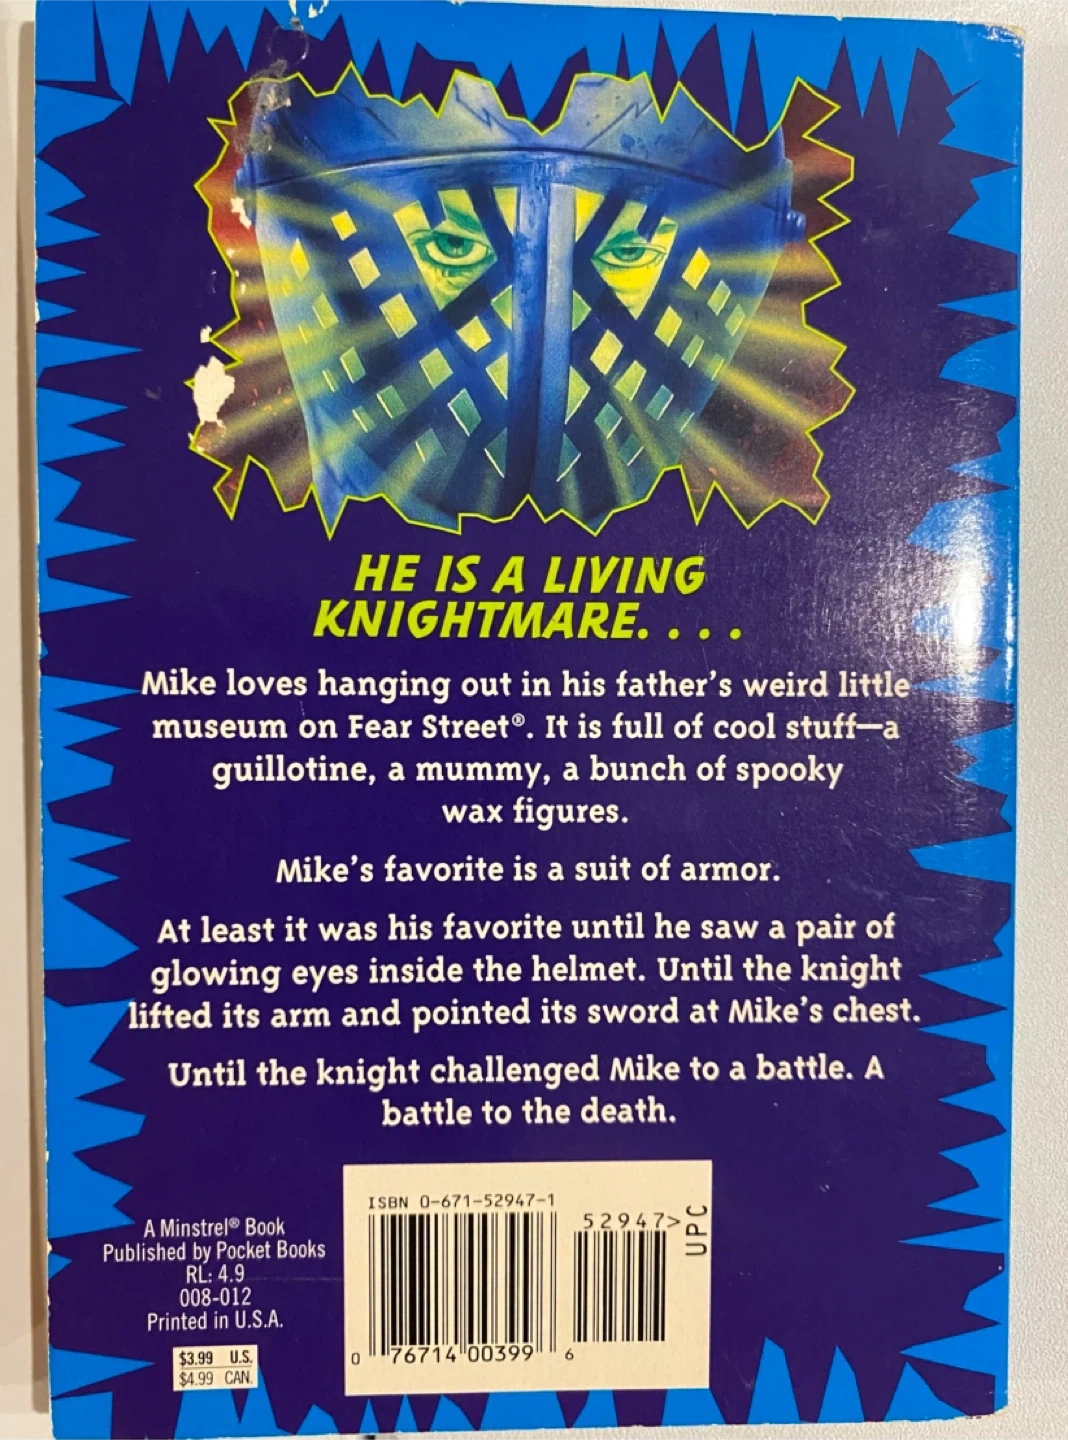 HE IS A LIVING
KNIGHTMARE. . . .
Mike loves hanging out in his father's weird little
museum on Fear Street®. It is full of cool stuff—a
guillotine, a mummy, a bunch of spooky
wax figures.
Mike's favorite is a suit of armor.
At least it was his favorite until he saw a pair of
glowing eyes inside the helmet. Until the knight
lifted its arm and pointed its sword at Mike's chest.
Until the knight challenged Mike to a battle. A
battle to the death.
A Minstrel® Book
Published by Pocket Books
RL: 4.9
008-012
Printed in U.S.A.
$3.99 U.S.
$4.99 CAN.
ISBN 0-671-52947-1
52947>
UPC
0 76714 00399 6